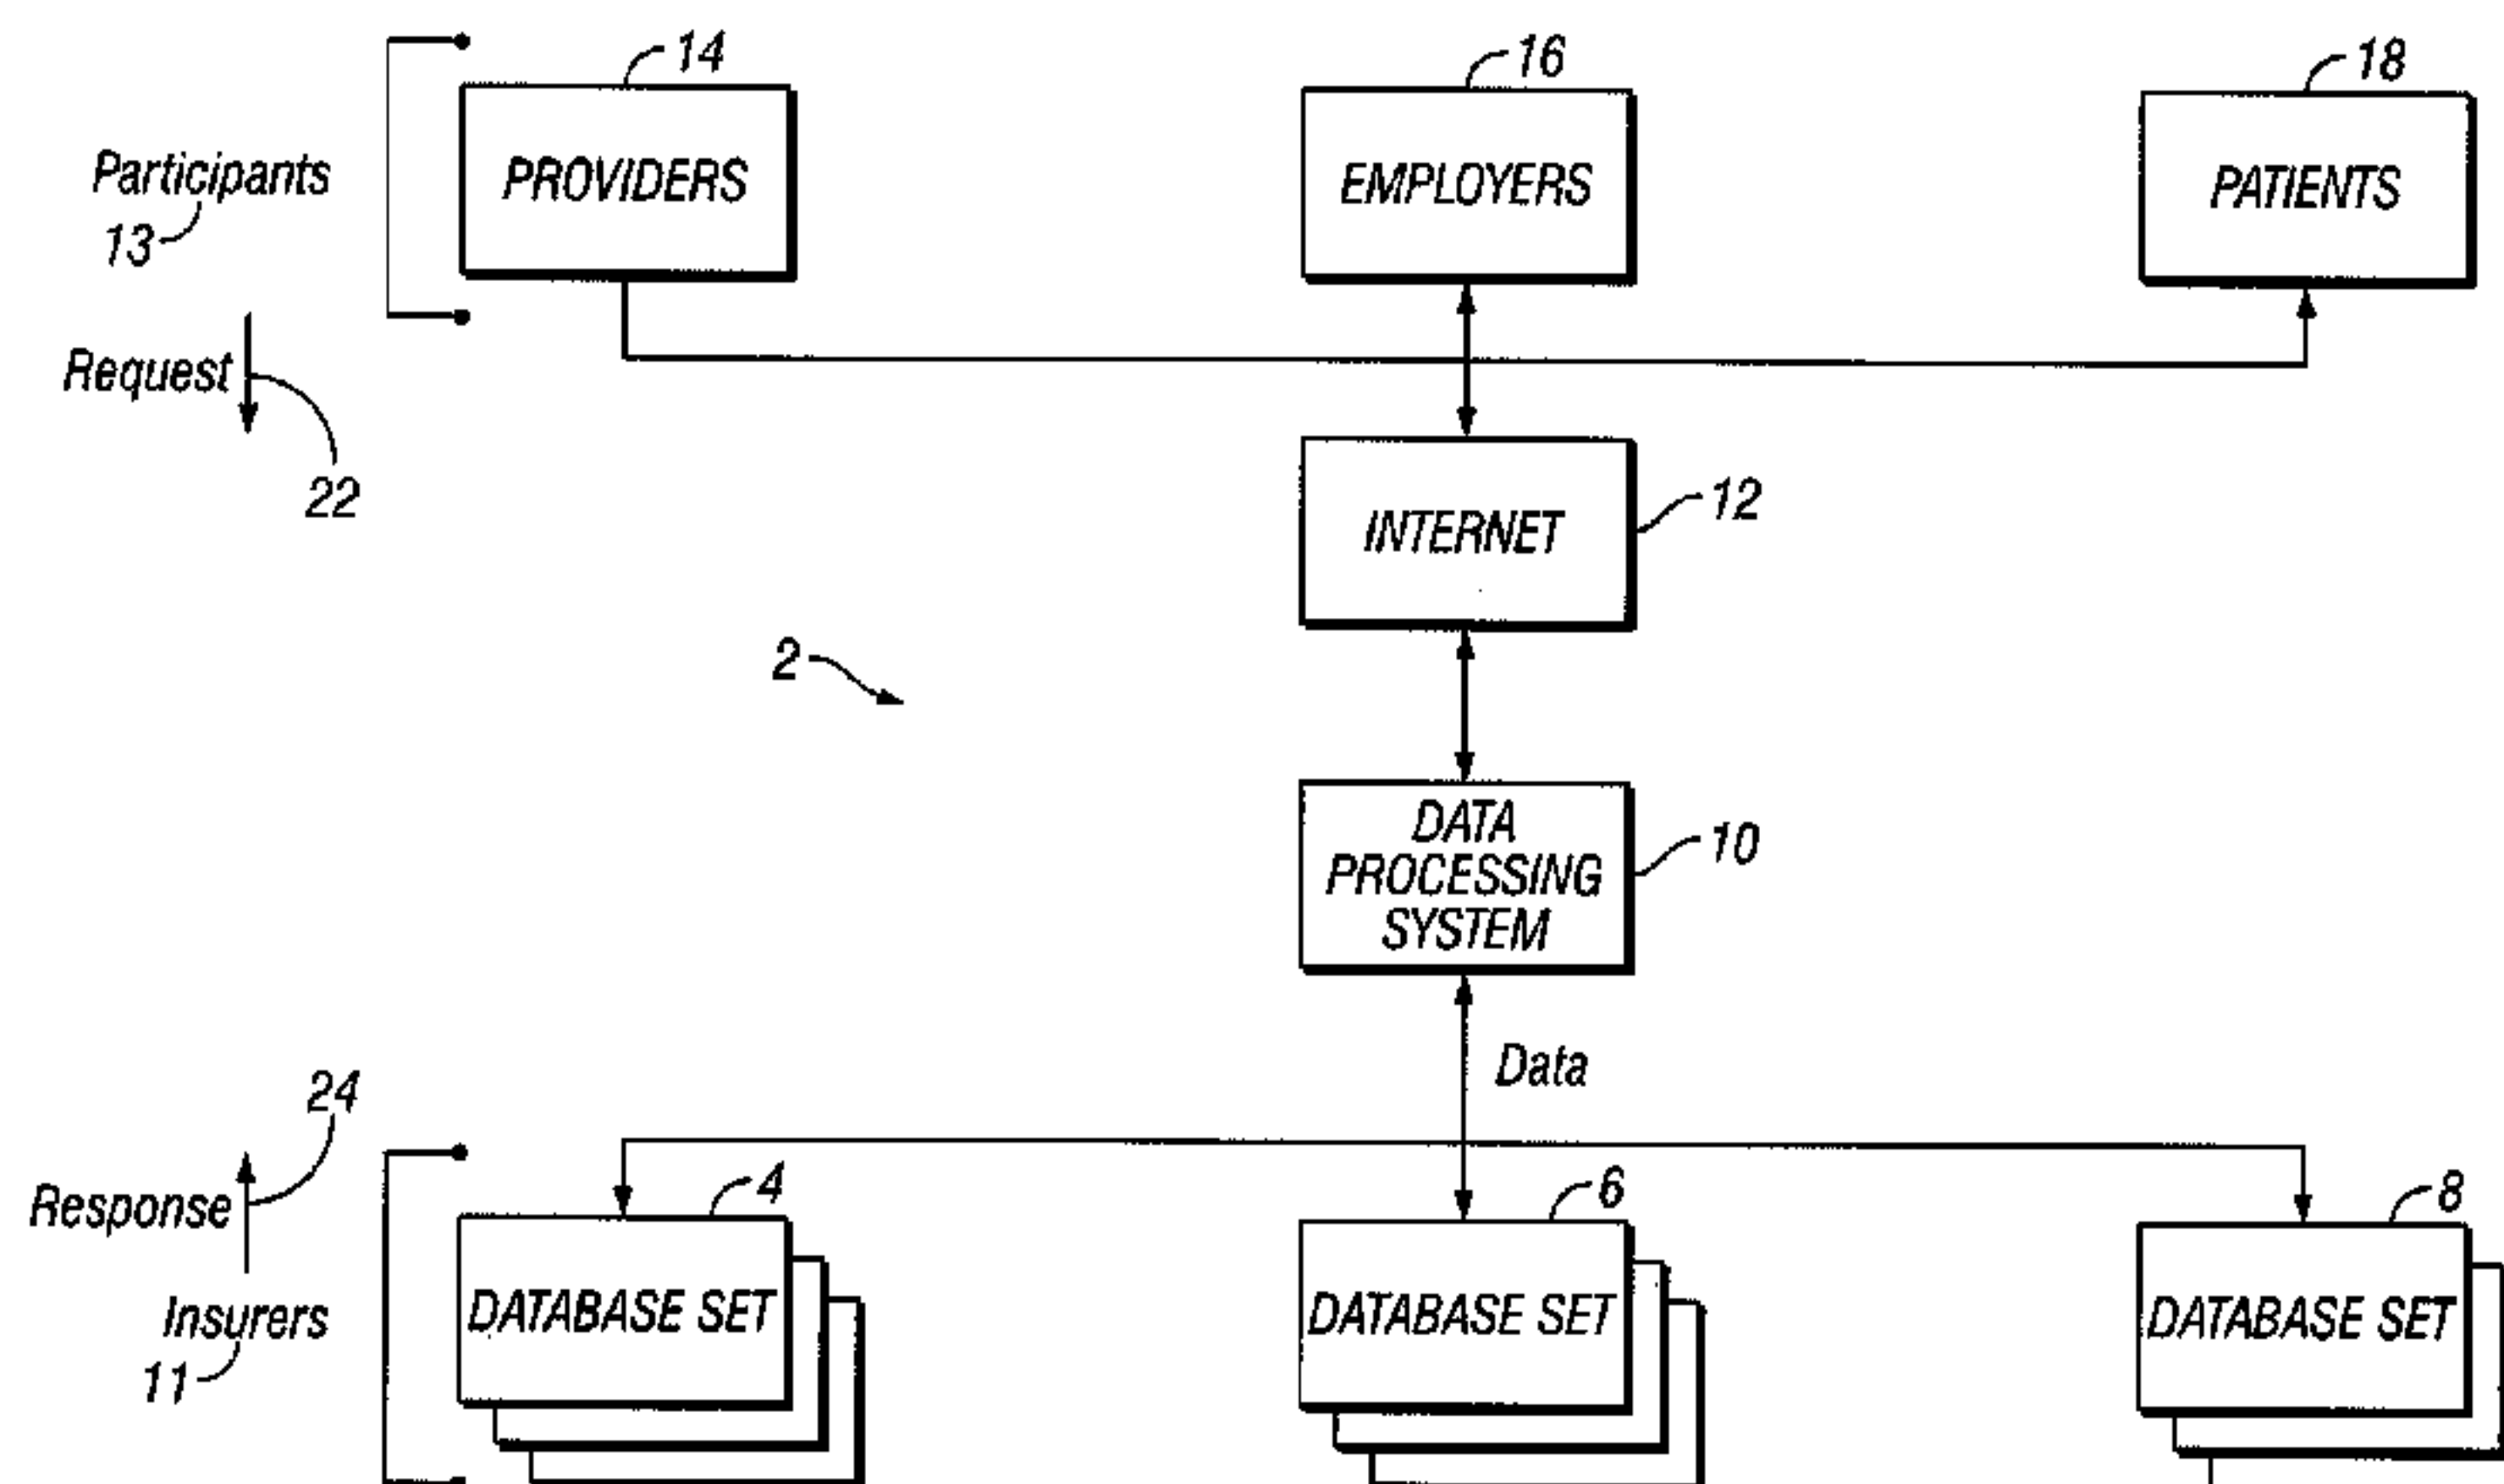 14
16
18
PROVIDERS
EMPLOYERS
PATIENTS
Participants
13
Request
22
INTERNET
12
2
DATA
PROCESSING
SYSTEM
10
Data
24
Response
Insurers
11
4
6
8
DATABASE SET
DATABASE SET
DATABASE SET